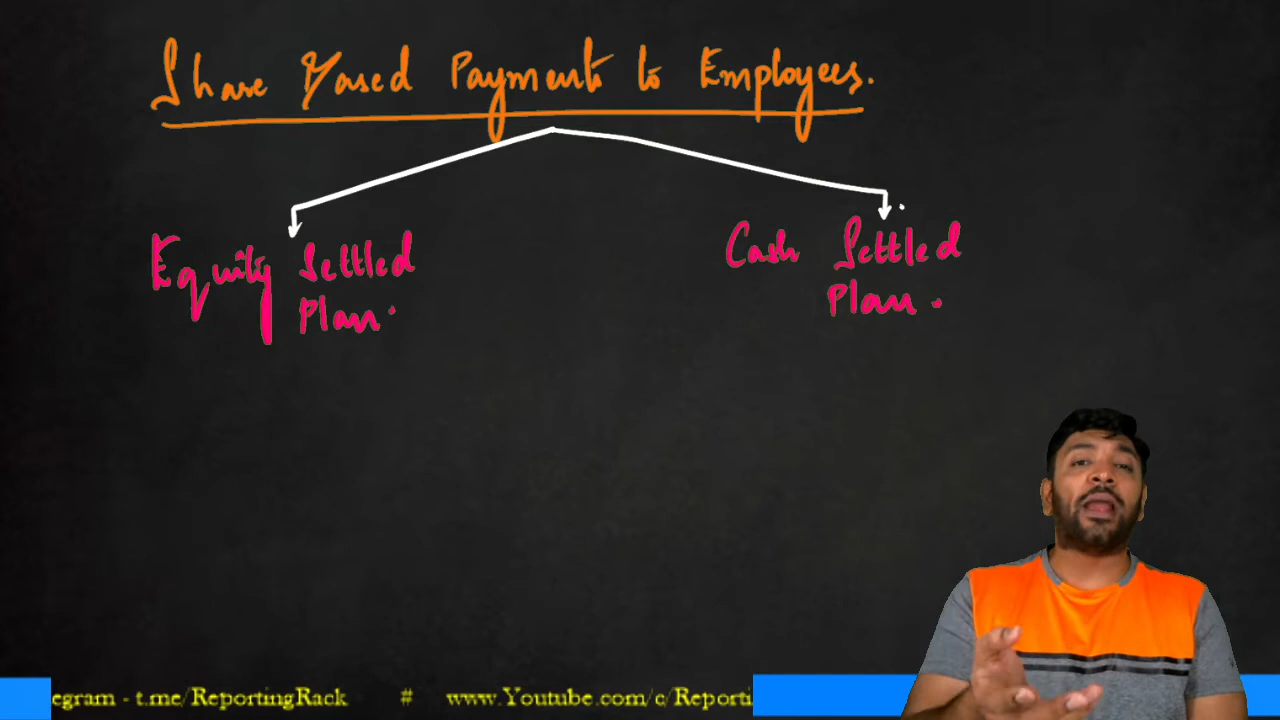 Share Based Payments to Employees.
Equity Settled
Plan.
Cash Settled
Plan.
egram - t.me/ReportingRack # www.Youtube.com/c/Reporti